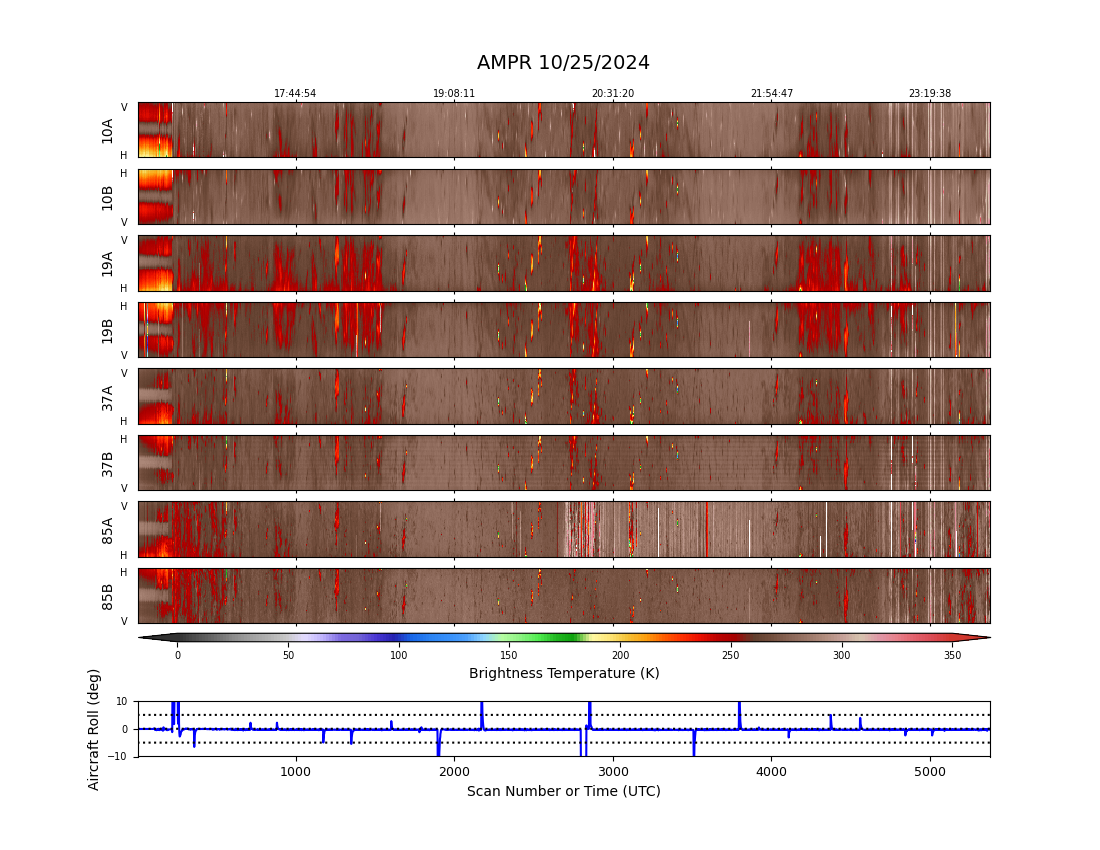 AMPR 10/25/2024
17:44:54 19:08:11 20:31:20 21:54:47 23:19:38
V
10A
H
H
10B
V
V
19A
H
H
19B
V
V
37A
H
H
37B
V
V
85A
H
H
85B
V
0 50 100 150 200 250 300 350
Brightness Temperature (K)
Aircraft Roll (deg)
10
0
−10
1000 2000 3000 4000 5000
Scan Number or Time (UTC)